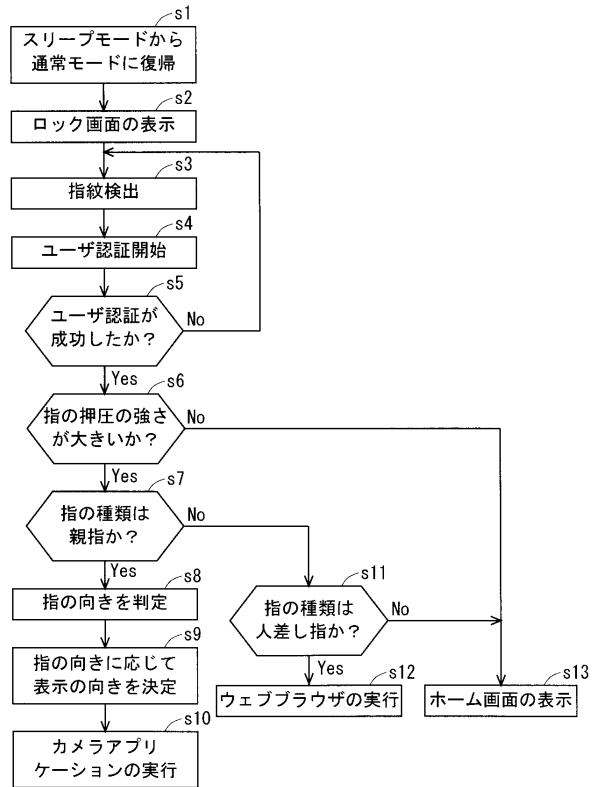 s1
スリープモードから
通常モードに復帰
s2
ロック画面の表示
s3
指紋検出
s4
ユーザ認証開始
s5
ユーザ認証が
成功したか？
No
Yes
s6
指の押圧の強さ
が大きいか？
No
Yes
s7
指の種類は
親指か？
No
Yes
s8
指の向きを判定
s9
指の向きに応じて
表示の向きを決定
s10
カメラアプリ
ケーションの実行
s11
指の種類は
人差し指か？
No
Yes
s12
ウェブブラウザの実行
s13
ホーム画面の表示